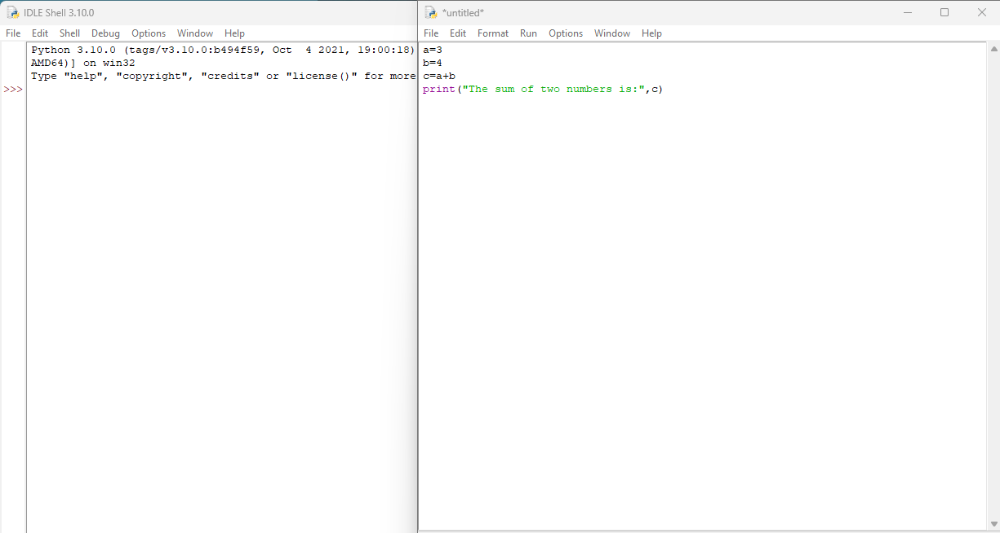 IDLE Shell 3.10.0
File Edit Shell Debug Options Window Help
Python 3.10.0 (tags/v3.10.0:b494f59, Oct  4 2021, 19:00:18)
AMD64)] on win32
Type "help", "copyright", "credits" or "license()" for more
>>>
*untitled*
File Edit Format Run Options Window Help
a=3
b=4
c=a+b
print("The sum of two numbers is:",c)